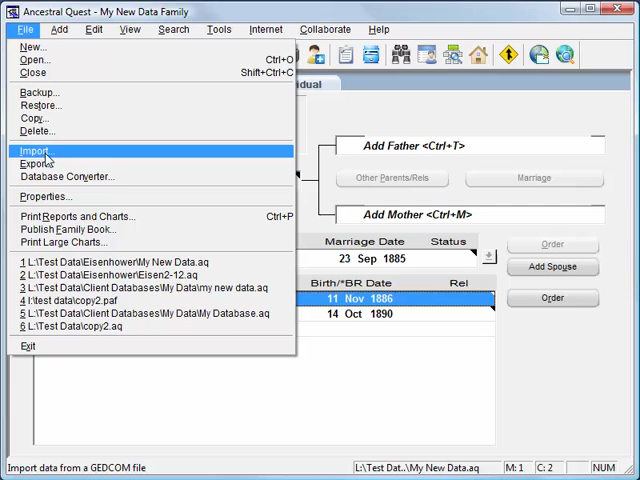 Ancestral Quest - My New Data Family
File Add Edit View Search Tools Internet Collaborate Help
New...
Open... Ctrl+O
Close Shift+Ctrl+C
Backup...
Restore...
Copy...
Delete...
Import...
Export...
Database Converter...
Properties...
Print Reports and Charts... Ctrl+P
Publish Family Book...
Print Large Charts...
1 L:\Test Data\Eisenhower\My New Data.aq
2 L:\Test Data\Eisenhower\Eisen2-12.aq
3 L:\Test Data\Client Databases\My Data\my new data.aq
4 l:\test data\copy2.paf
5 L:\Test Data\Client Databases\My Data\My Database.aq
6 L:\Test Data\copy2.aq
Exit
idual
Add Father <Ctrl+T>
Other Parents/Rels Marriage
Add Mother <Ctrl+M>
Marriage Date Status Order
23 Sep 1885
Add Spouse
Birth/*BR Date Rel
11 Nov 1886 Order
14 Oct 1890
Import data from a GEDCOM file L:\Test Dat..\My New Data.aq M: 1 C: 2 NUM